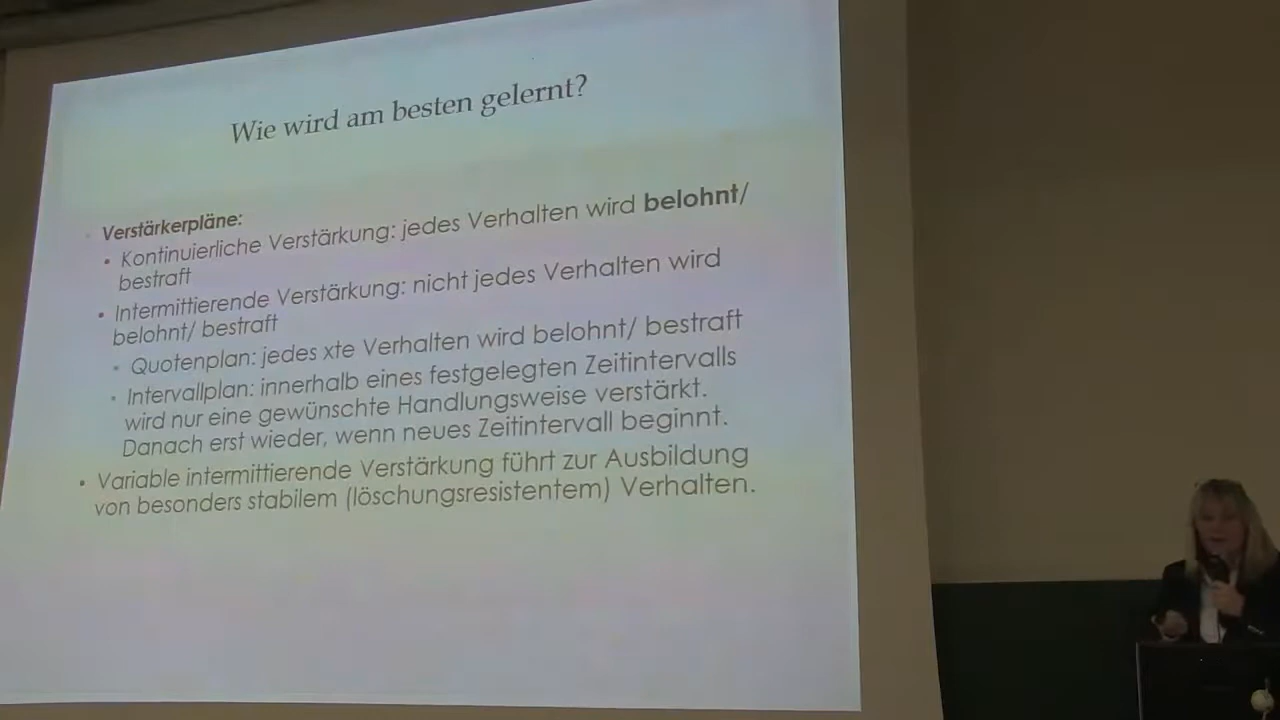 Wie wird am besten gelernt?
Verstärkerpläne:
• Kontinuierliche Verstärkung: jedes Verhalten wird belohnt/
bestraft
• Intermittierende Verstärkung: nicht jedes Verhalten wird
belohnt/ bestraft
• Quotenplan: jedes xte Verhalten wird belohnt/ bestraft
• Intervallplan: innerhalb eines festgelegten Zeitintervalls
wird nur eine gewünschte Handlungsweise verstärkt.
Danach erst wieder, wenn neues Zeitintervall beginnt.
• Variable intermittierende Verstärkung führt zur Ausbildung
von besonders stabilem (löschungsresistentem) Verhalten.